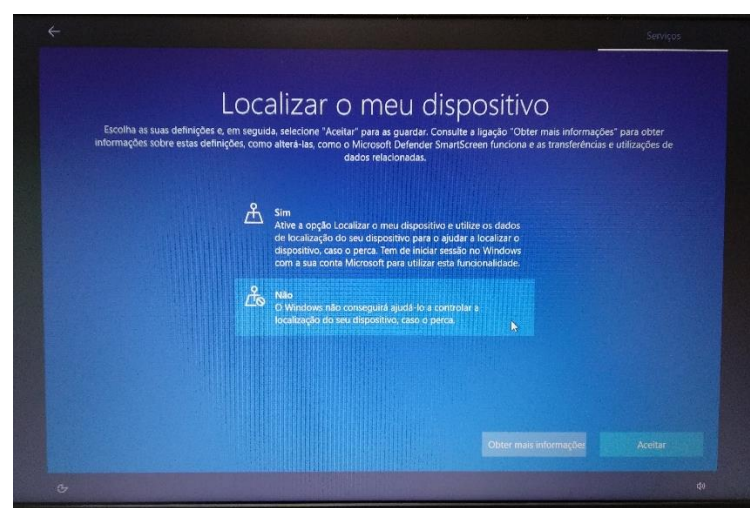 Serviços
Localizar o meu dispositivo
Escolha as suas definições e, em seguida, selecione "Aceitar" para as guardar. Consulte a ligação "Obter mais informações" para obter
informações sobre estas definições, como alterá-las, como o Microsoft Defender SmartScreen funciona e as transferências e utilizações de
dados relacionadas.
Sim
Ative a opção Localizar o meu dispositivo e utilize os dados
de localização do seu dispositivo para o ajudar a localizar o
dispositivo, caso o perca. Tem de iniciar sessão no Windows
com a sua conta Microsoft para utilizar esta funcionalidade.
Não
O Windows não conseguirá ajudá-lo a controlar a
localização do seu dispositivo, caso o perca.
Obter mais informações
Aceitar